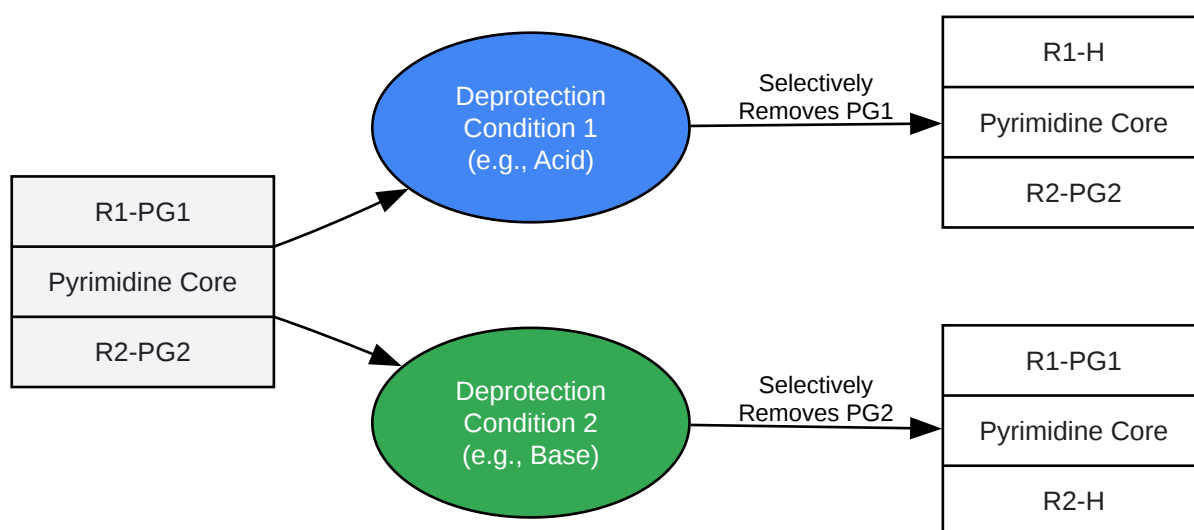 R1-PG1
Pyrimidine Core
R2-PG2
Deprotection
Condition 1
(e.g., Acid)
Selectively
Removes PG1
R1-H
Pyrimidine Core
R2-PG2
Deprotection
Condition 2
(e.g., Base)
Selectively
Removes PG2
R1-PG1
Pyrimidine Core
R2-H